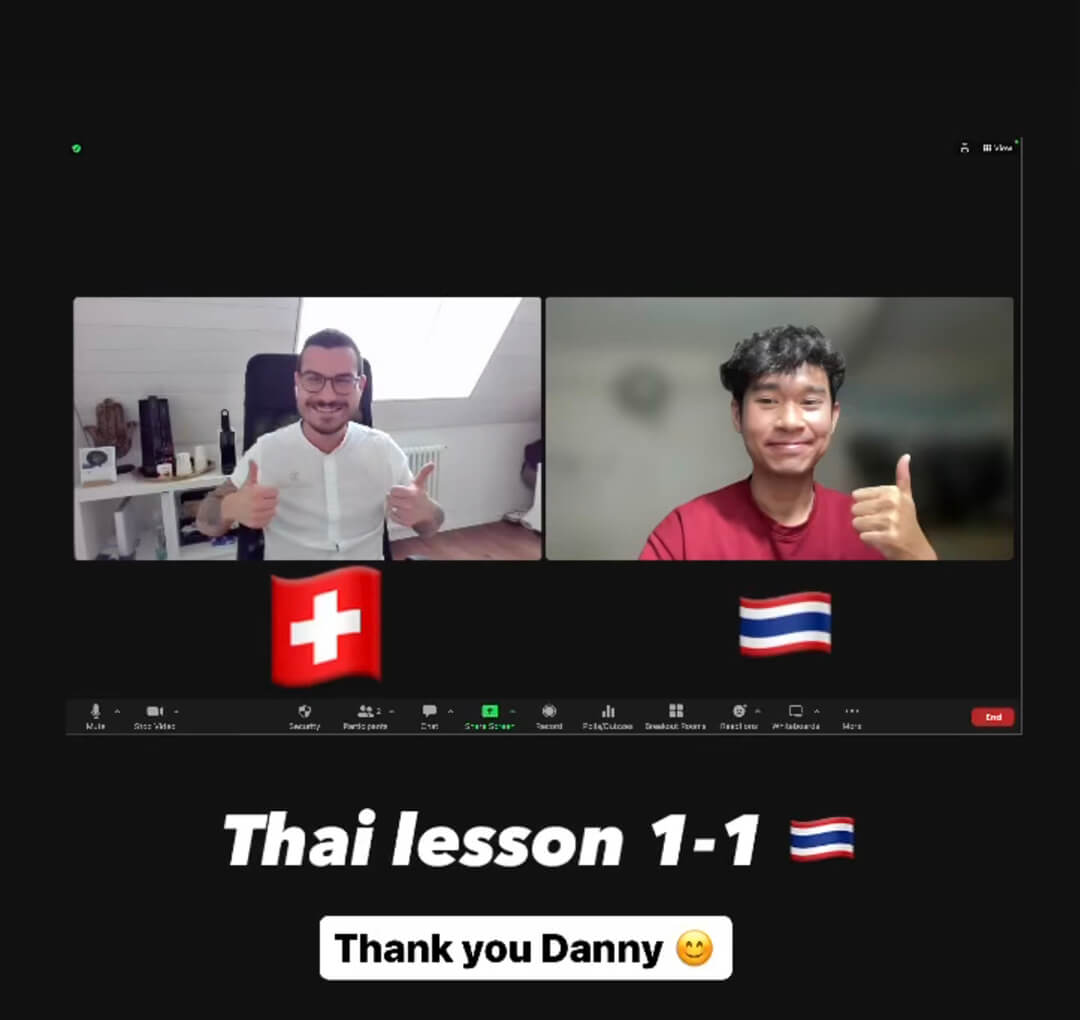 View
Mute
Stop Video
Security
Participants
2
Chat
Share Screen
Record
Polls/Quizzes
Breakout Rooms
Reactions
Whiteboards
More
End
Thai lesson 1-1 🇹🇭
Thank you Danny 😊